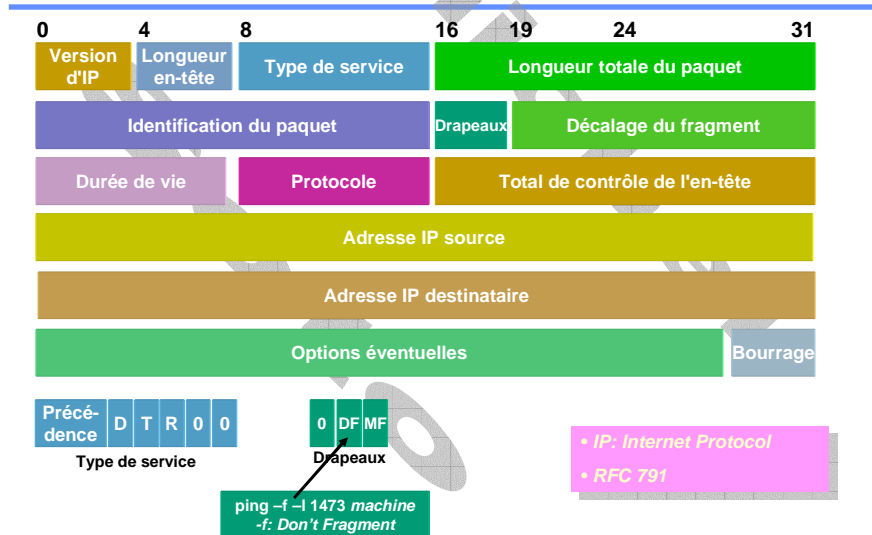 0 4 8 16 19 24 31
Version
d'IP
Longueur
en-tête
Type de service
Longueur totale du paquet
Identification du paquet
Drapeaux
Décalage du fragment
Durée de vie
Protocole
Total de contrôle de l'en-tête
Adresse IP source
Adresse IP destinataire
Options éventuelles
Bourrage
Précé-
dence
D T R 0 0
Type de service
0 DF MF
Drapeaux
ping –f –l 1473 machine
-f: Don't Fragment
• IP: Internet Protocol
• RFC 791